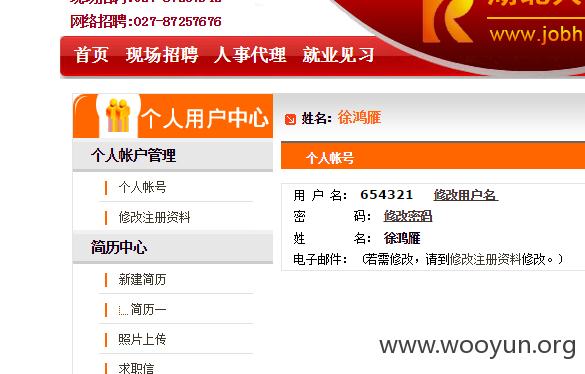 网络招聘:027-87257676
www.jobh
首页 现场招聘 人事代理 就业见习
个人用户中心
姓名: 徐鸿雁
个人帐户管理
个人帐号
个人帐号
修改注册资料
用 户 名： 654321 修改用户名
密 码： 修改密码
姓 名： 徐鸿雁
电子邮件： （若需修改，请到修改注册资料修改。）
简历中心
新建简历
简历一
照片上传
求职信
www.wooyun.org